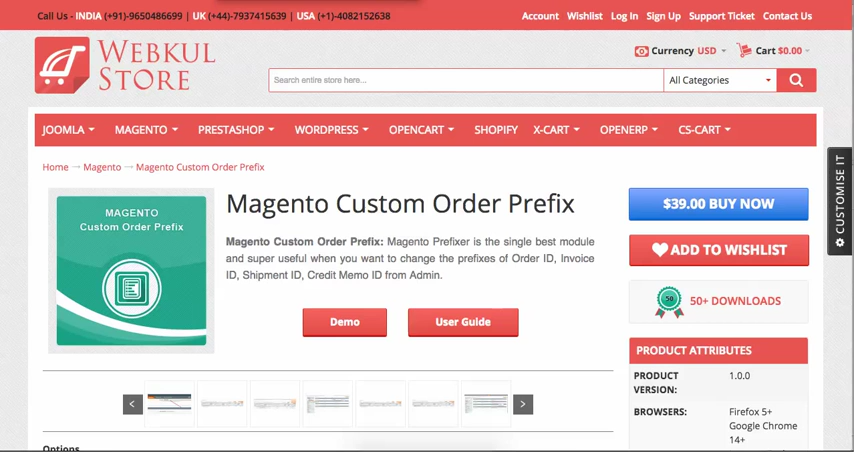 Call Us - INDIA (+91)-9650486699 | UK (+44)-7937415639 | USA (+1)-4082152638
Account Wishlist Log In Sign Up Support Ticket Contact Us
WEBKUL
STORE
Currency USD Cart $0.00
Search entire store here...
All Categories
JOOMLA MAGENTO PRESTASHOP WORDPRESS OPENCART SHOPIFY X-CART OPENERP CS-CART
Home → Magento → Magento Custom Order Prefix
CUSTOMISE IT
MAGENTO
Custom Order Prefix
Magento Custom Order Prefix
Magento Custom Order Prefix: Magento Prefixer is the single best module
and super useful when you want to change the prefixes of Order ID, Invoice
ID, Shipment ID, Credit Memo ID from Admin.
Demo
User Guide
$39.00 BUY NOW
ADD TO WISHLIST
50
50+ DOWNLOADS
PRODUCT ATTRIBUTES
PRODUCT VERSION: 1.0.0
BROWSERS: Firefox 5+
Google Chrome
14+
< >
Options